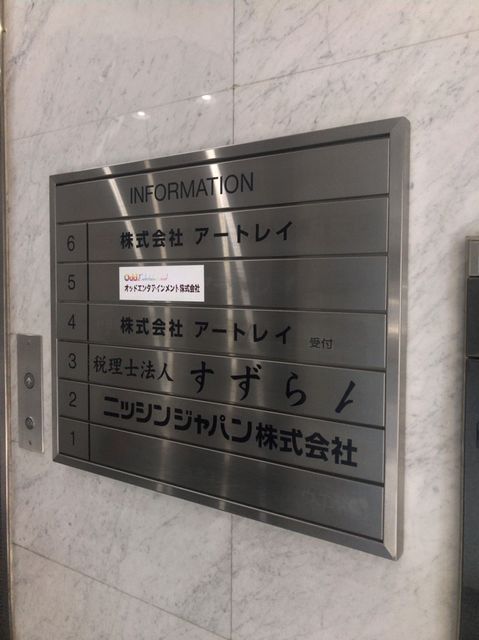 INFORMATION
6 株式会社 アートレイ
5
オッドエンタテインメント株式会社
4 株式会社 アートレイ 受付
3 税理士法人 すずらん
2 ニッシンジャパン株式会社
1